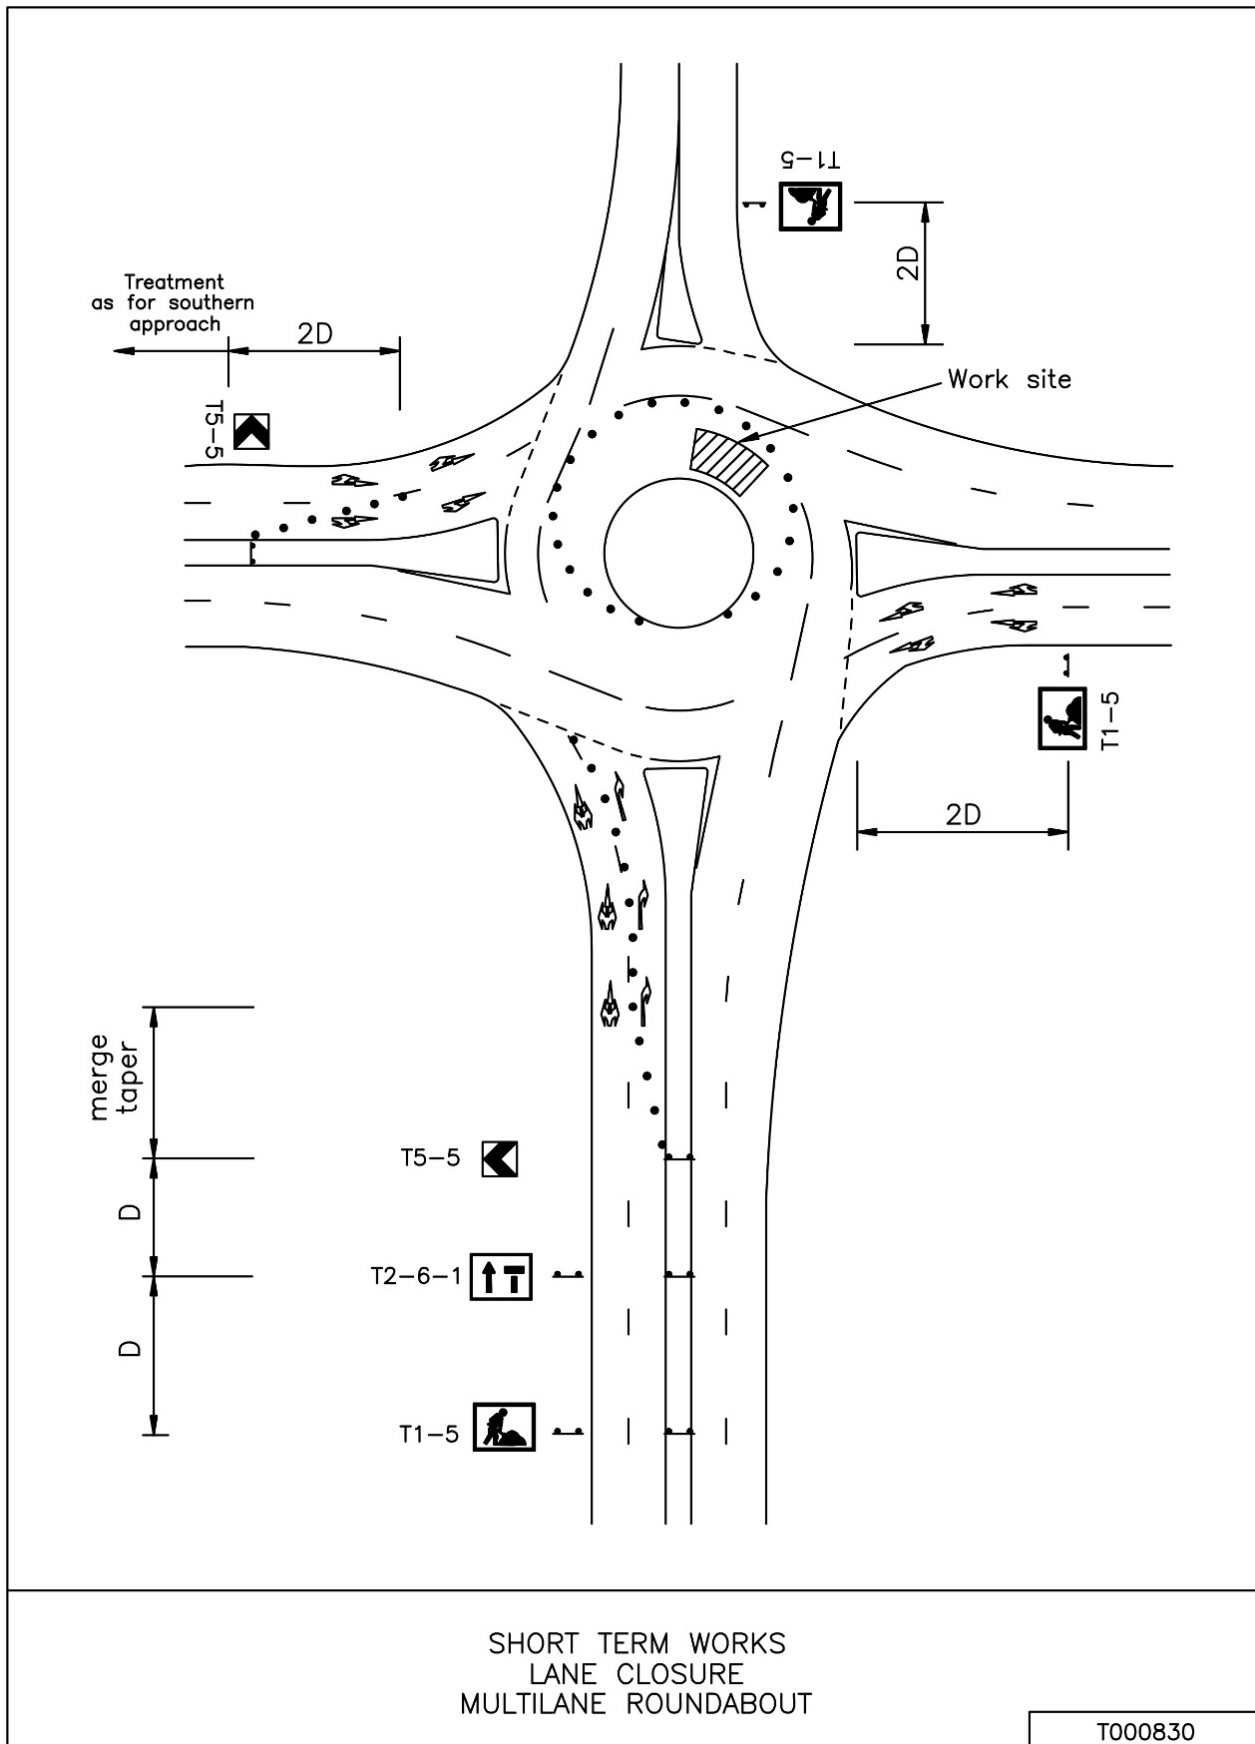 T1-5
2D
Treatment
as for southern
approach
2D
Work site
T5-5
T1-5
2D
merge
taper
T5-5
D
T2-6-1
D
T1-5
SHORT TERM WORKS
LANE CLOSURE
MULTILANE ROUNDABOUT
T000830